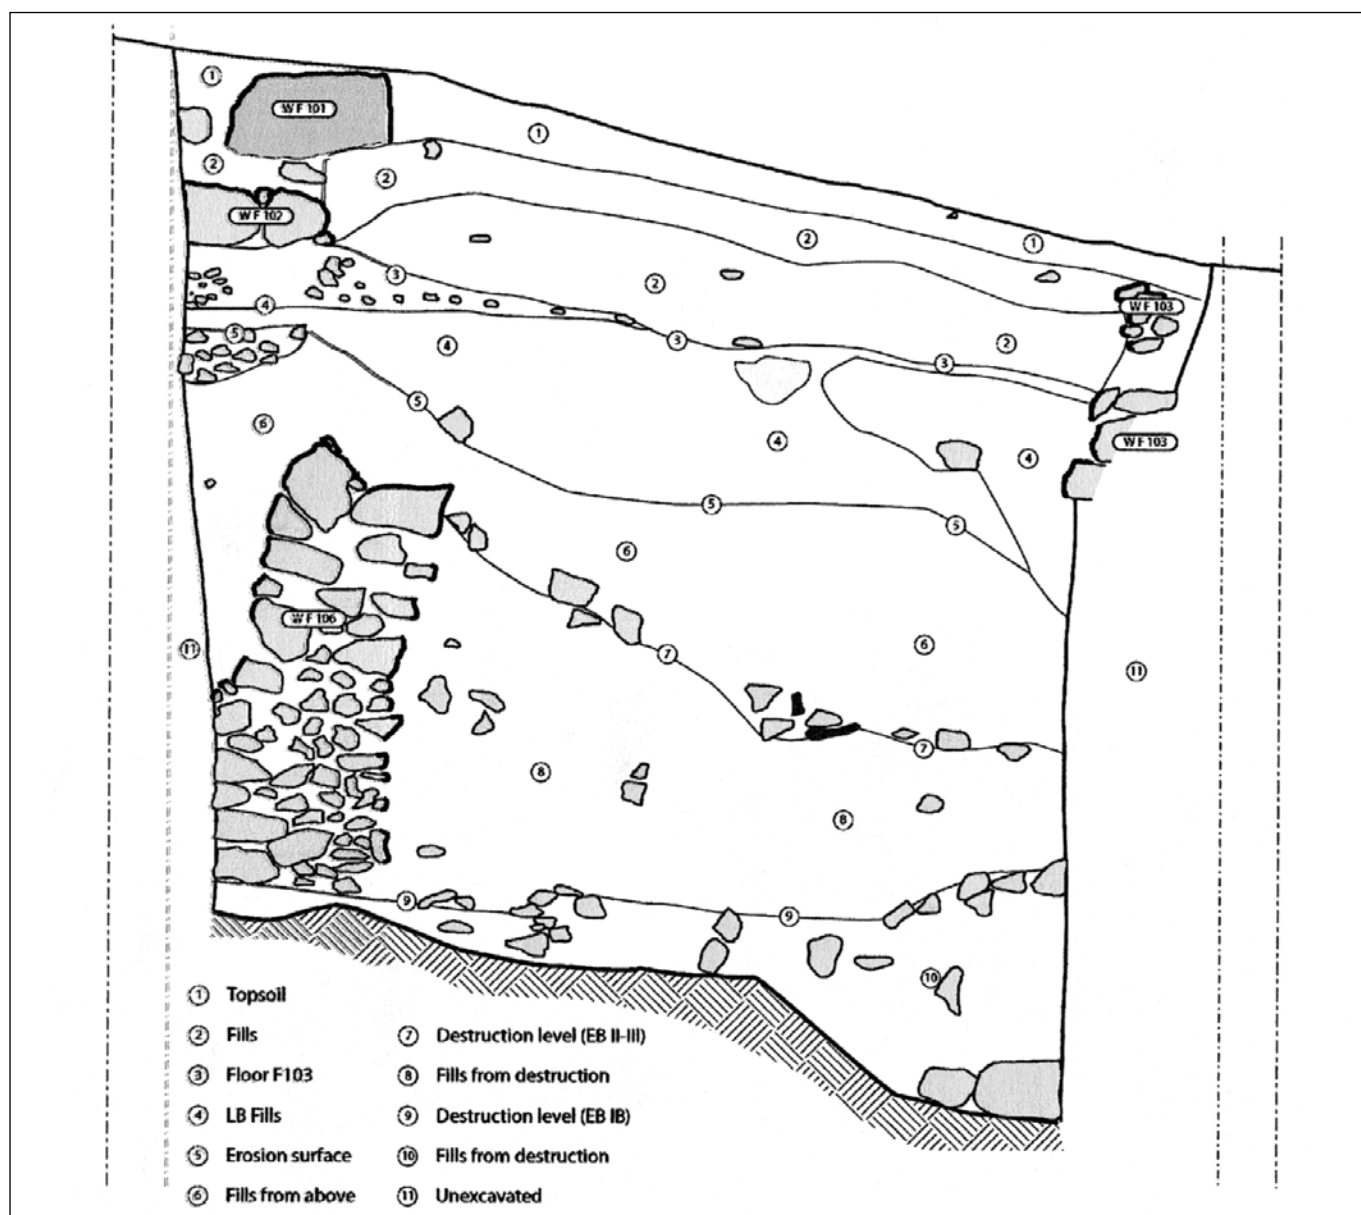 1
WF 101
1
2
2
WF 102
2
1
3
2
4
WF 103
5
4
3
2
3
5
6
4
WF 103
4
5
5
6
WF 106
11
7
6
11
7
8
8
9
9
10
1 Topsoil
2 Fills
3 Floor F103
4 LB Fills
5 Erosion surface
6 Fills from above
7 Destruction level (EB II-III)
8 Fills from destruction
9 Destruction level (EB IB)
10 Fills from destruction
11 Unexcavated